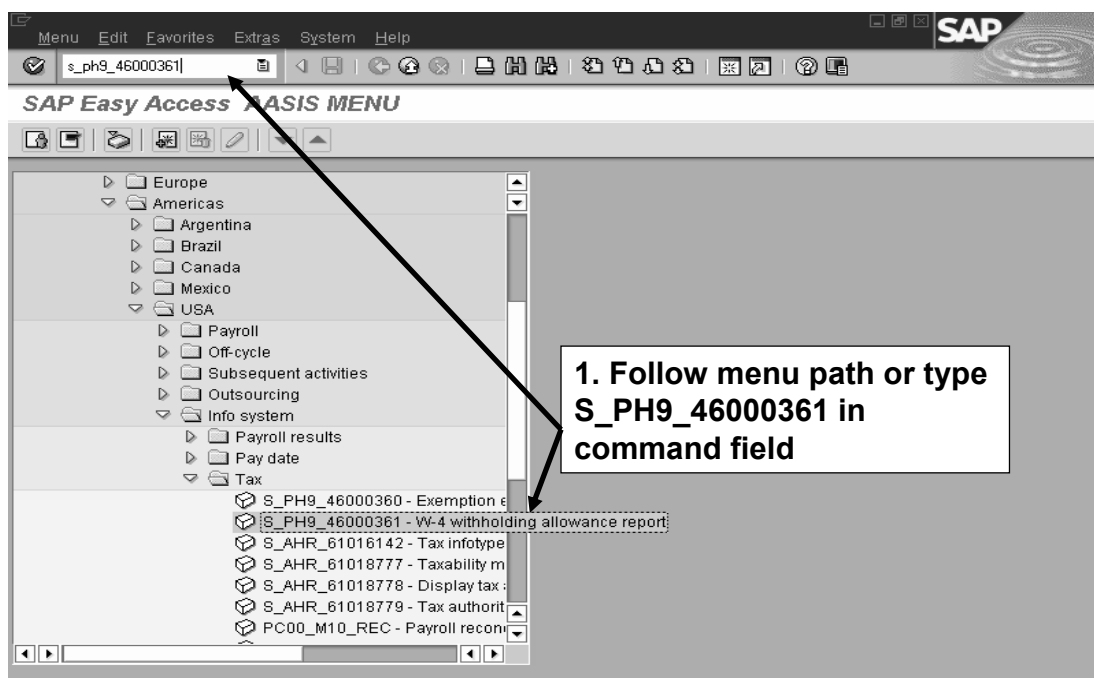 Menu Edit Favorites Extras System Help
SAP
s_ph9_46000361
SAP Easy Access AASIS MENU
Europe
Americas
Argentina
Brazil
Canada
Mexico
USA
Payroll
Off-cycle
Subsequent activities
Outsourcing
Info system
Payroll results
Pay date
Tax
S_PH9_46000360 - Exemption
S_PH9_46000361 - W-4 withholding allowance report
S_AHR_61016142 - Tax infotype
S_AHR_61018777 - Taxability m
S_AHR_61018778 - Display tax
S_AHR_61018779 - Tax authorit
PC00_M10_REC - Payroll recon
1. Follow menu path or type
S_PH9_46000361 in
command field